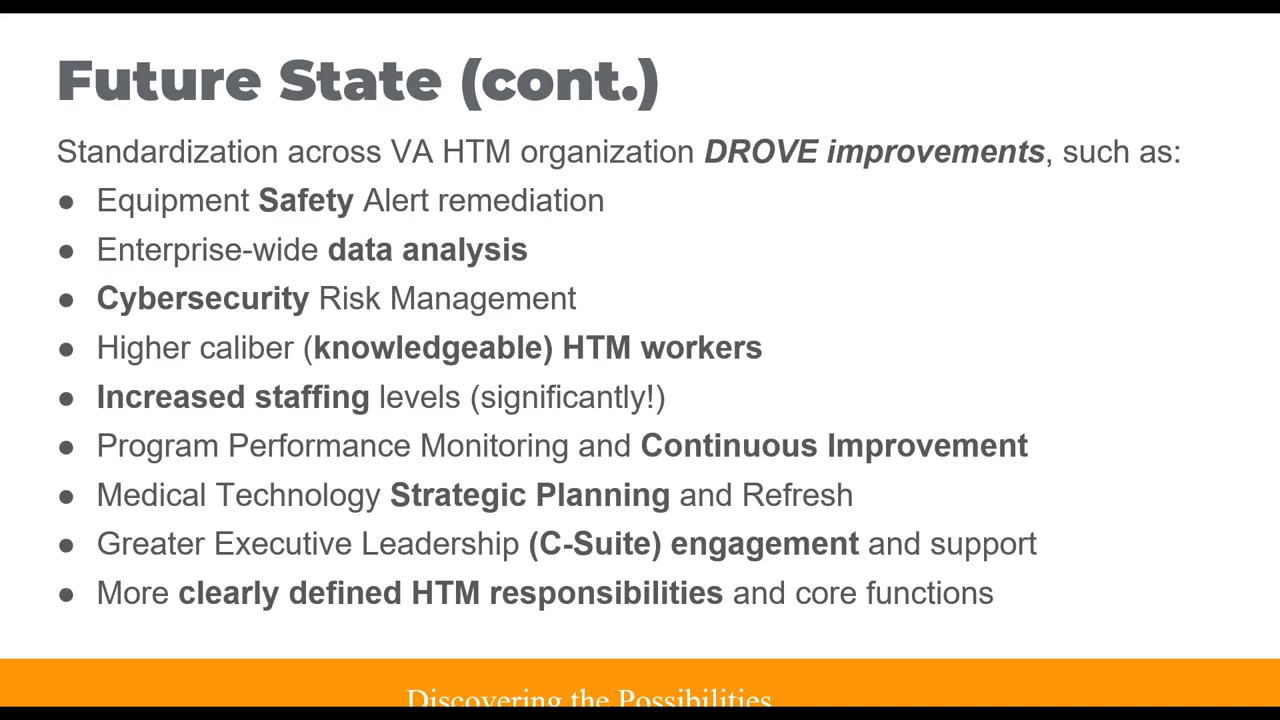 Future State (cont.)
Standardization across VA HTM organization DROVE improvements, such as:
● Equipment Safety Alert remediation
● Enterprise-wide data analysis
● Cybersecurity Risk Management
● Higher caliber (knowledgeable) HTM workers
● Increased staffing levels (significantly!)
● Program Performance Monitoring and Continuous Improvement
● Medical Technology Strategic Planning and Refresh
● Greater Executive Leadership (C-Suite) engagement and support
● More clearly defined HTM responsibilities and core functions
Discovering the Possibilities